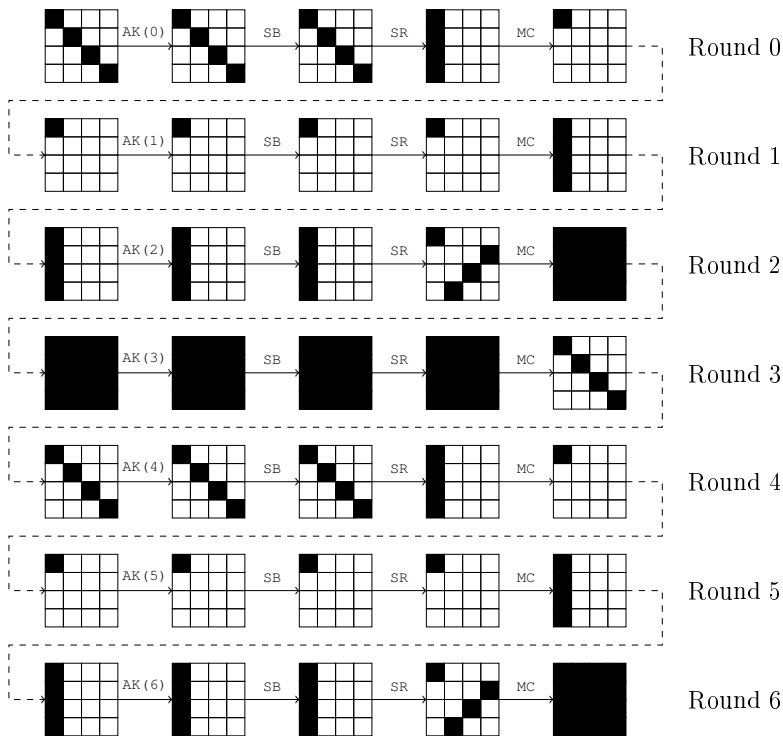 AK(0) SB SR MC Round 0
AK(1) SB SR MC Round 1
AK(2) SB SR MC Round 2
AK(3) SB SR MC Round 3
AK(4) SB SR MC Round 4
AK(5) SB SR MC Round 5
AK(6) SB SR MC Round 6